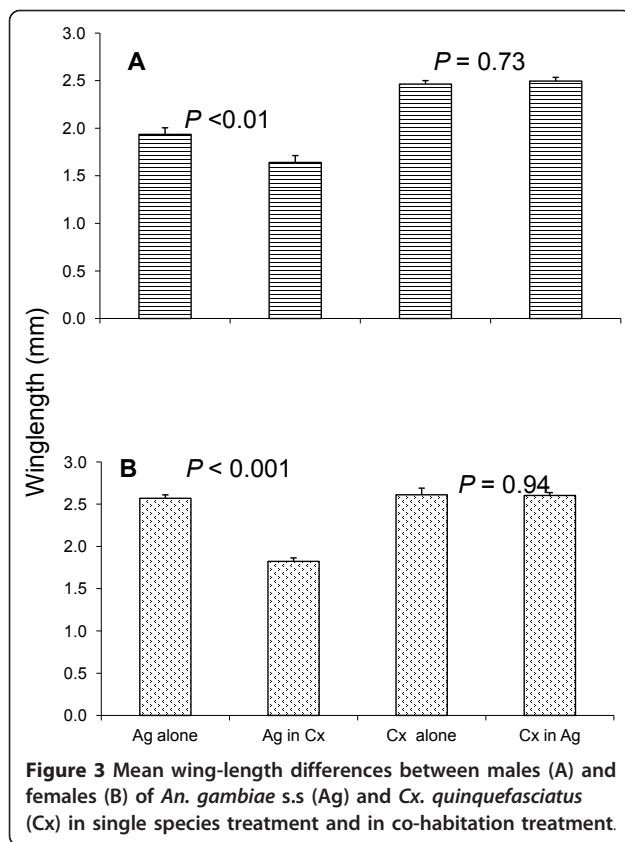 3.0
A
P = 0.73
2.5
P <0.01
2.0
1.5
1.0
0.5
0.0
Winglength (mm)
3.0
B
P < 0.001
P = 0.94
2.5
2.0
1.5
1.0
0.5
0.0
Ag alone
Ag in Cx
Cx alone
Cx in Ag
Figure 3 Mean wing-length differences between males (A) and
females (B) of An. gambiae s.s (Ag) and Cx. quinquefasciatus
(Cx) in single species treatment and in co-habitation treatment.